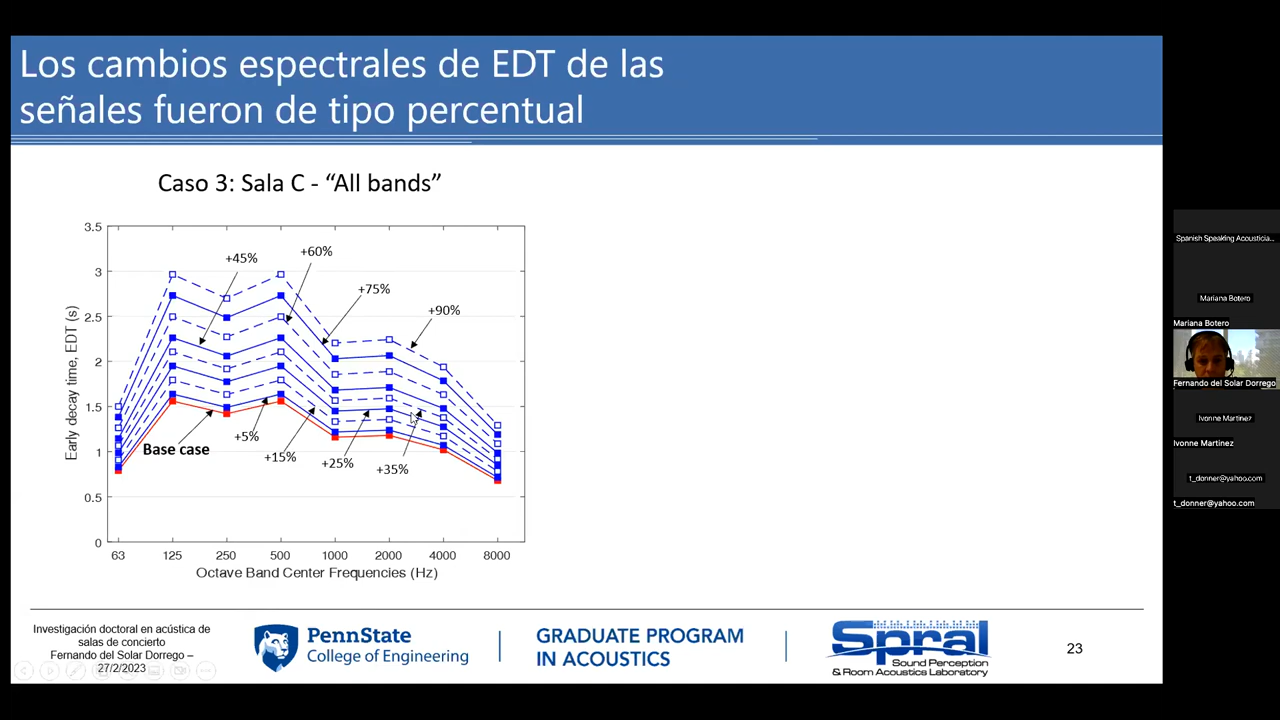 Los cambios espectrales de EDT de las
señales fueron de tipo percentual
Caso 3: Sala C - “All bands”
3.5
3
2.5
2
1.5
1
0.5
0
Early decay time, EDT (s)
+45%
+60%
+75%
+90%
Base case
+5%
+15%
+25%
+35%
63 125 250 500 1000 2000 4000 8000
Octave Band Center Frequencies (Hz)
Investigación doctoral en acústica de
salas de concierto
Fernando del Solar Dorrego –
27/2/2023
PennState
College of Engineering
GRADUATE PROGRAM
IN ACOUSTICS
Spral
Sound Perception
& Room Acoustics Laboratory
23
Spanish Speaking Acousticia...
Mariana Botero
Mariana Botero
Fernando del Solar Dorrego
Ivonne Martinez
Ivonne Martinez
t_donner@yahoo.com
t_donner@yahoo.com